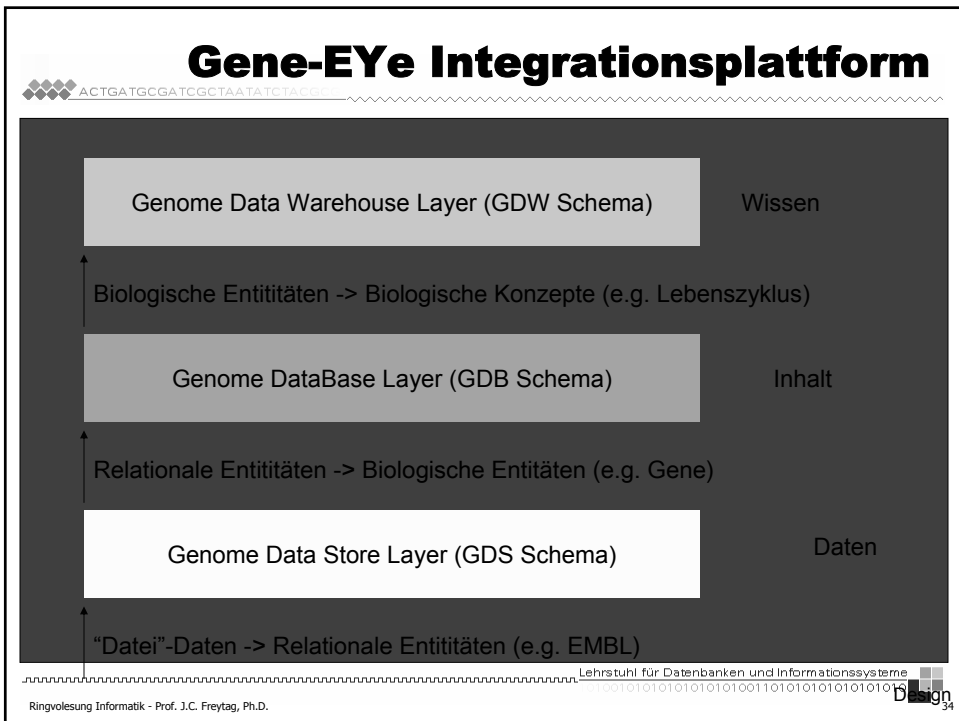 Gene-EYe Integrationsplattform
ACTGATGCGATCGCTAATATCTACGCG
Genome Data Warehouse Layer (GDW Schema) Wissen
Biologische Entititäten -> Biologische Konzepte (e.g. Lebenszyklus)
Genome DataBase Layer (GDB Schema) Inhalt
Relationale Entititäten -> Biologische Entitäten (e.g. Gene)
Genome Data Store Layer (GDS Schema) Daten
“Datei”-Daten -> Relationale Entititäten (e.g. EMBL)
Lehrstuhl für Datenbanken und Informationssysteme
Design
Ringvolesung Informatik - Prof. J.C. Freytag, Ph.D. 34